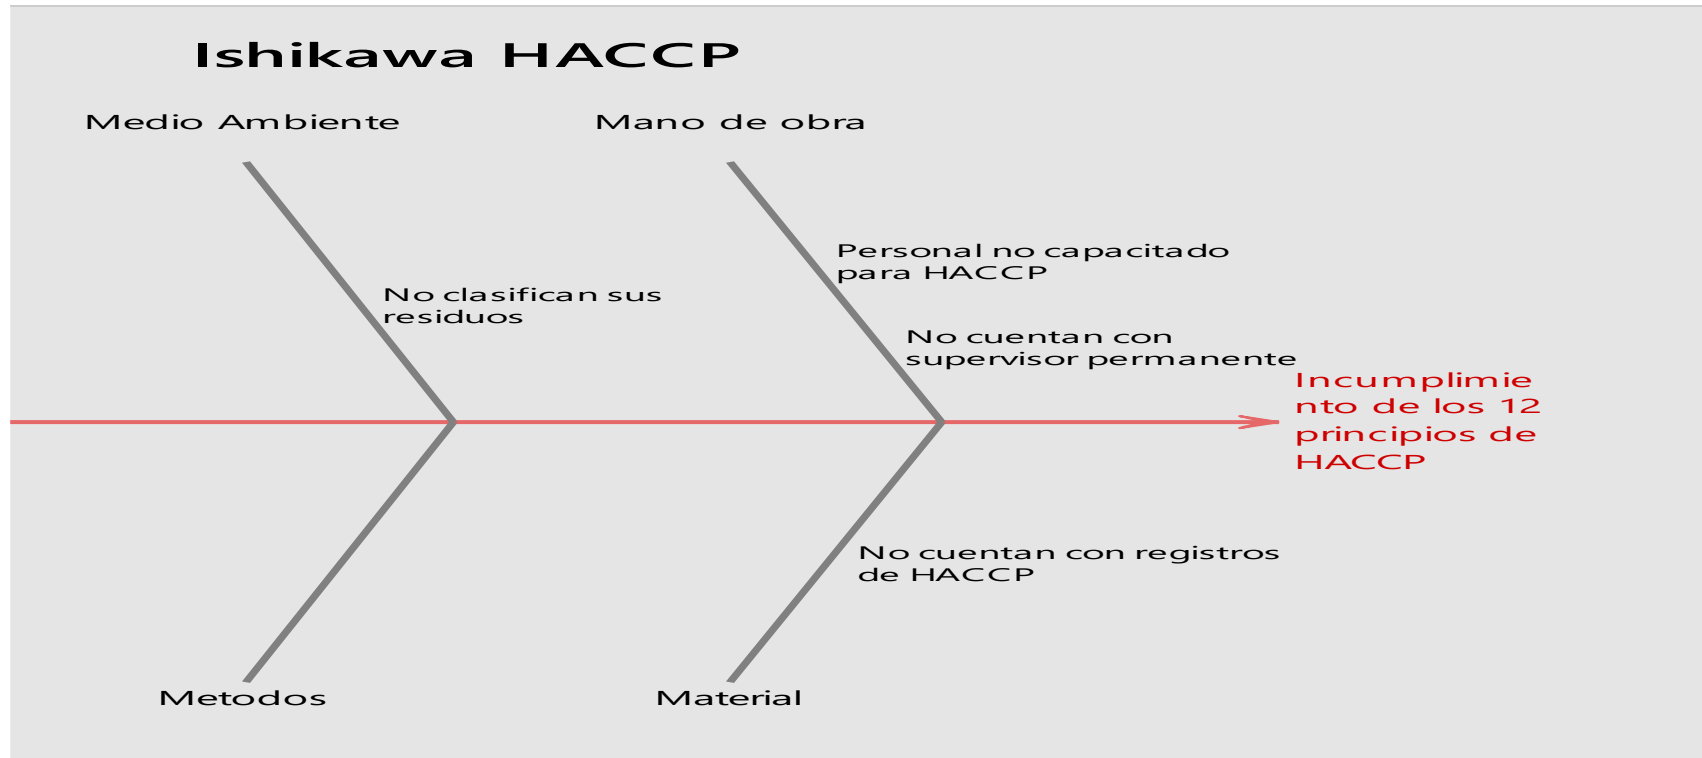 Ishikawa HACCP
Medio Ambiente
Mano de obra
Personal no capacitado
para HACCP
No clasifican sus
residuos
No cuentan con
supervisor permanente
Incumplimie
nto de los 12
principios de
HACCP
No cuentan con registros
de HACCP
Metodos
Material